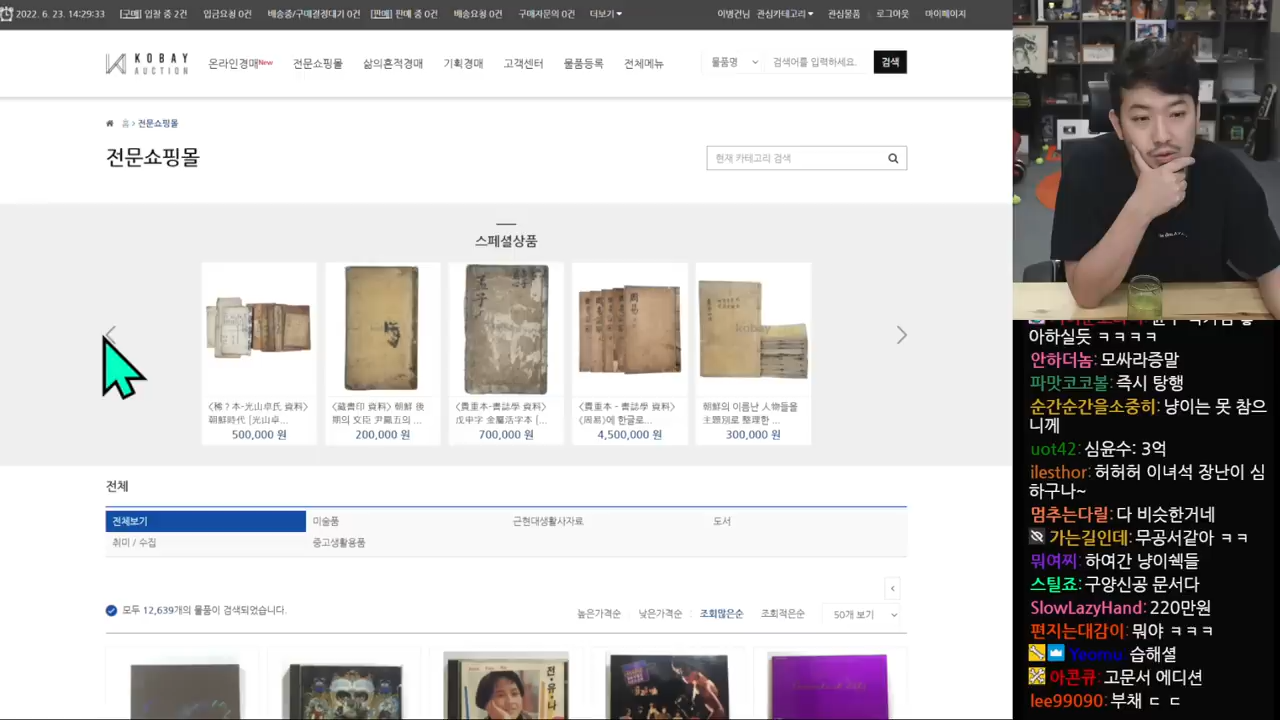 2022. 6. 23. 14:29:33 [구매] 입찰 중 2건 입금요청 0건 배송중/구매결정대기 0건 [판매] 판매 중 0건 배송요청 0건 구매자문의 0건 더보기 이병건님 관심카테고리 관심물품 로그아웃 마이페이지
KOBAY
AUCTION
온라인경매New 전문쇼핑몰 삶의흔적경매 기획경매 고객센터 물품등록 전체메뉴 물품명 검색어를 입력하세요. 검색
홈 > 전문쇼핑몰
전문쇼핑몰
현재 카테고리 검색
스페셜상품
kobay
《稀？本-光山卓氏 資料》
朝鮮時代 [光山卓...
500,000 원
《藏書印 資料》 朝鮮 後
期의 文臣 尹顯五의 ...
200,000 원
《貴重本-書誌學 資料》
戊申字 金屬活字本 [...
700,000 원
《貴重本 - 書誌學 資料》
《周易》에 한글로...
4,500,000 원
朝鮮의 이름난 人物들을
主題別로 整理한 ...
300,000 원
전체
전체보기 미술품 근현대생활사자료 도서
취미 / 수집 중고생활용품
모두 12,639개의 물품이 검색되었습니다.
높은가격순 낮은가격순 조회많은순 조회적은순 50개 보기
아하실듯 ㅋㅋㅋㅋ
안하더놈: 모싸라증말
파맛코코볼: 즉시 탕행
순간순간을소중히: 냥이는 못 참으
니께
uot42: 심윤수: 3억
ilesthor: 허허허 이녀석 장난이 심
하구나~
멈추는다릴: 다 비슷한거네
가는길인데: 무공서같아 ㅋㅋ
뭐여찌: 하여간 냥이쉑들
스틸죠: 구양신공 문서다
SlowLazyHand: 220만원
편지는대감이: 뭐야 ㅋㅋㅋ
Yeomu: 습해셜
아콘큐: 고문서 에디션
lee99090: 부채 ㄷ ㄷ